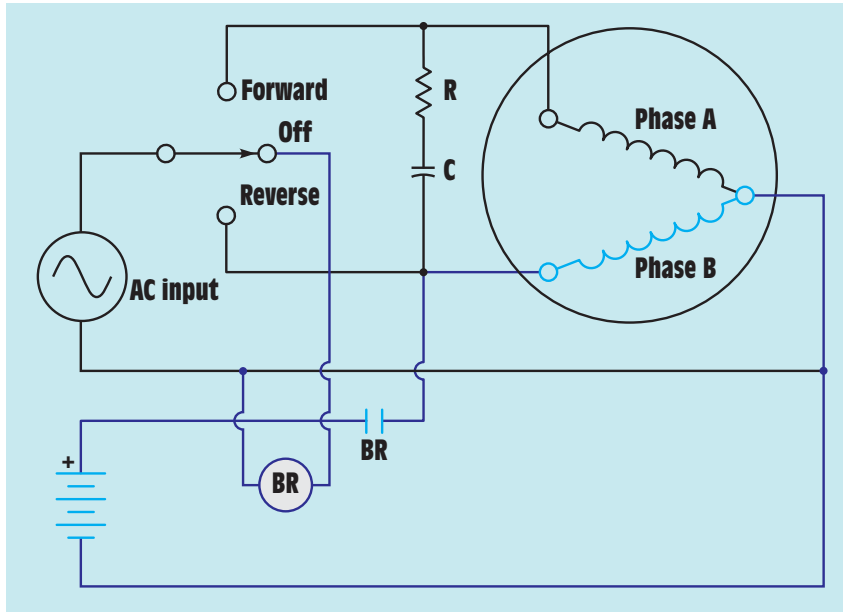 Forward
R
Phase A
Off
C
Reverse
AC input
Phase B
BR
+
BR